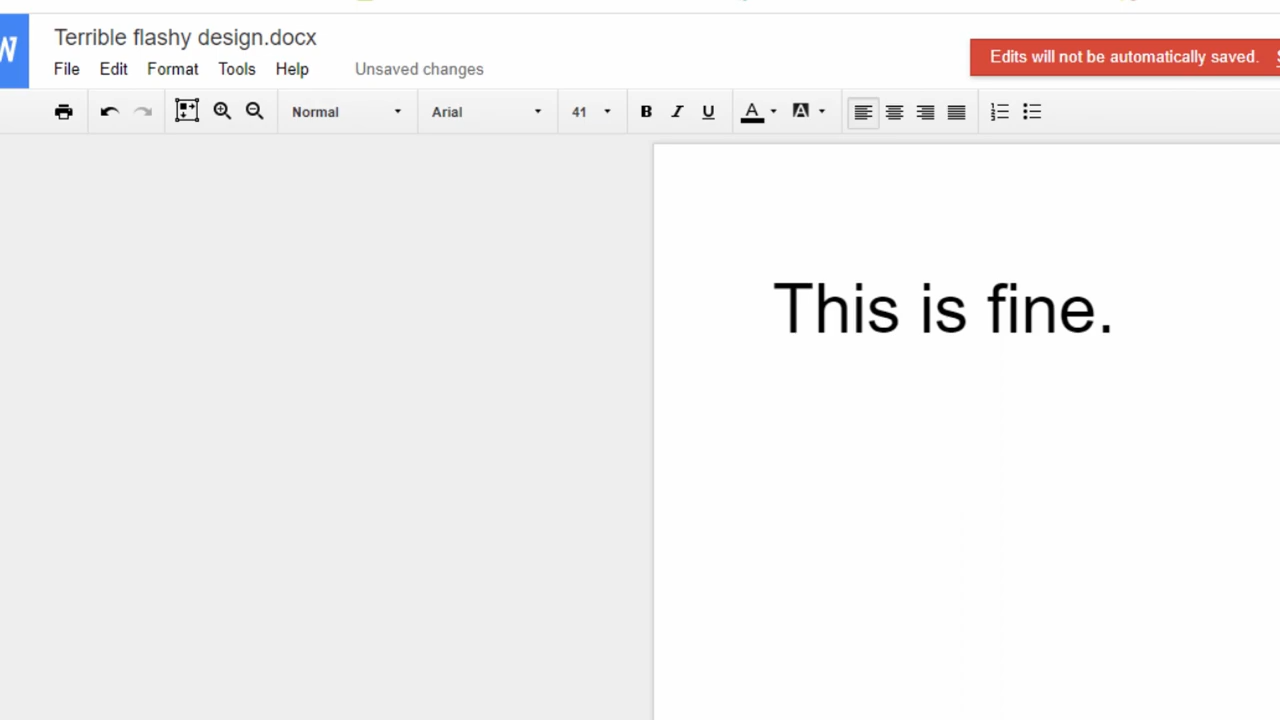 W
Terrible flashy design.docx
Edits will not be automatically saved.
File Edit Format Tools Help Unsaved changes
Normal Arial 41 B I U A A
This is fine.